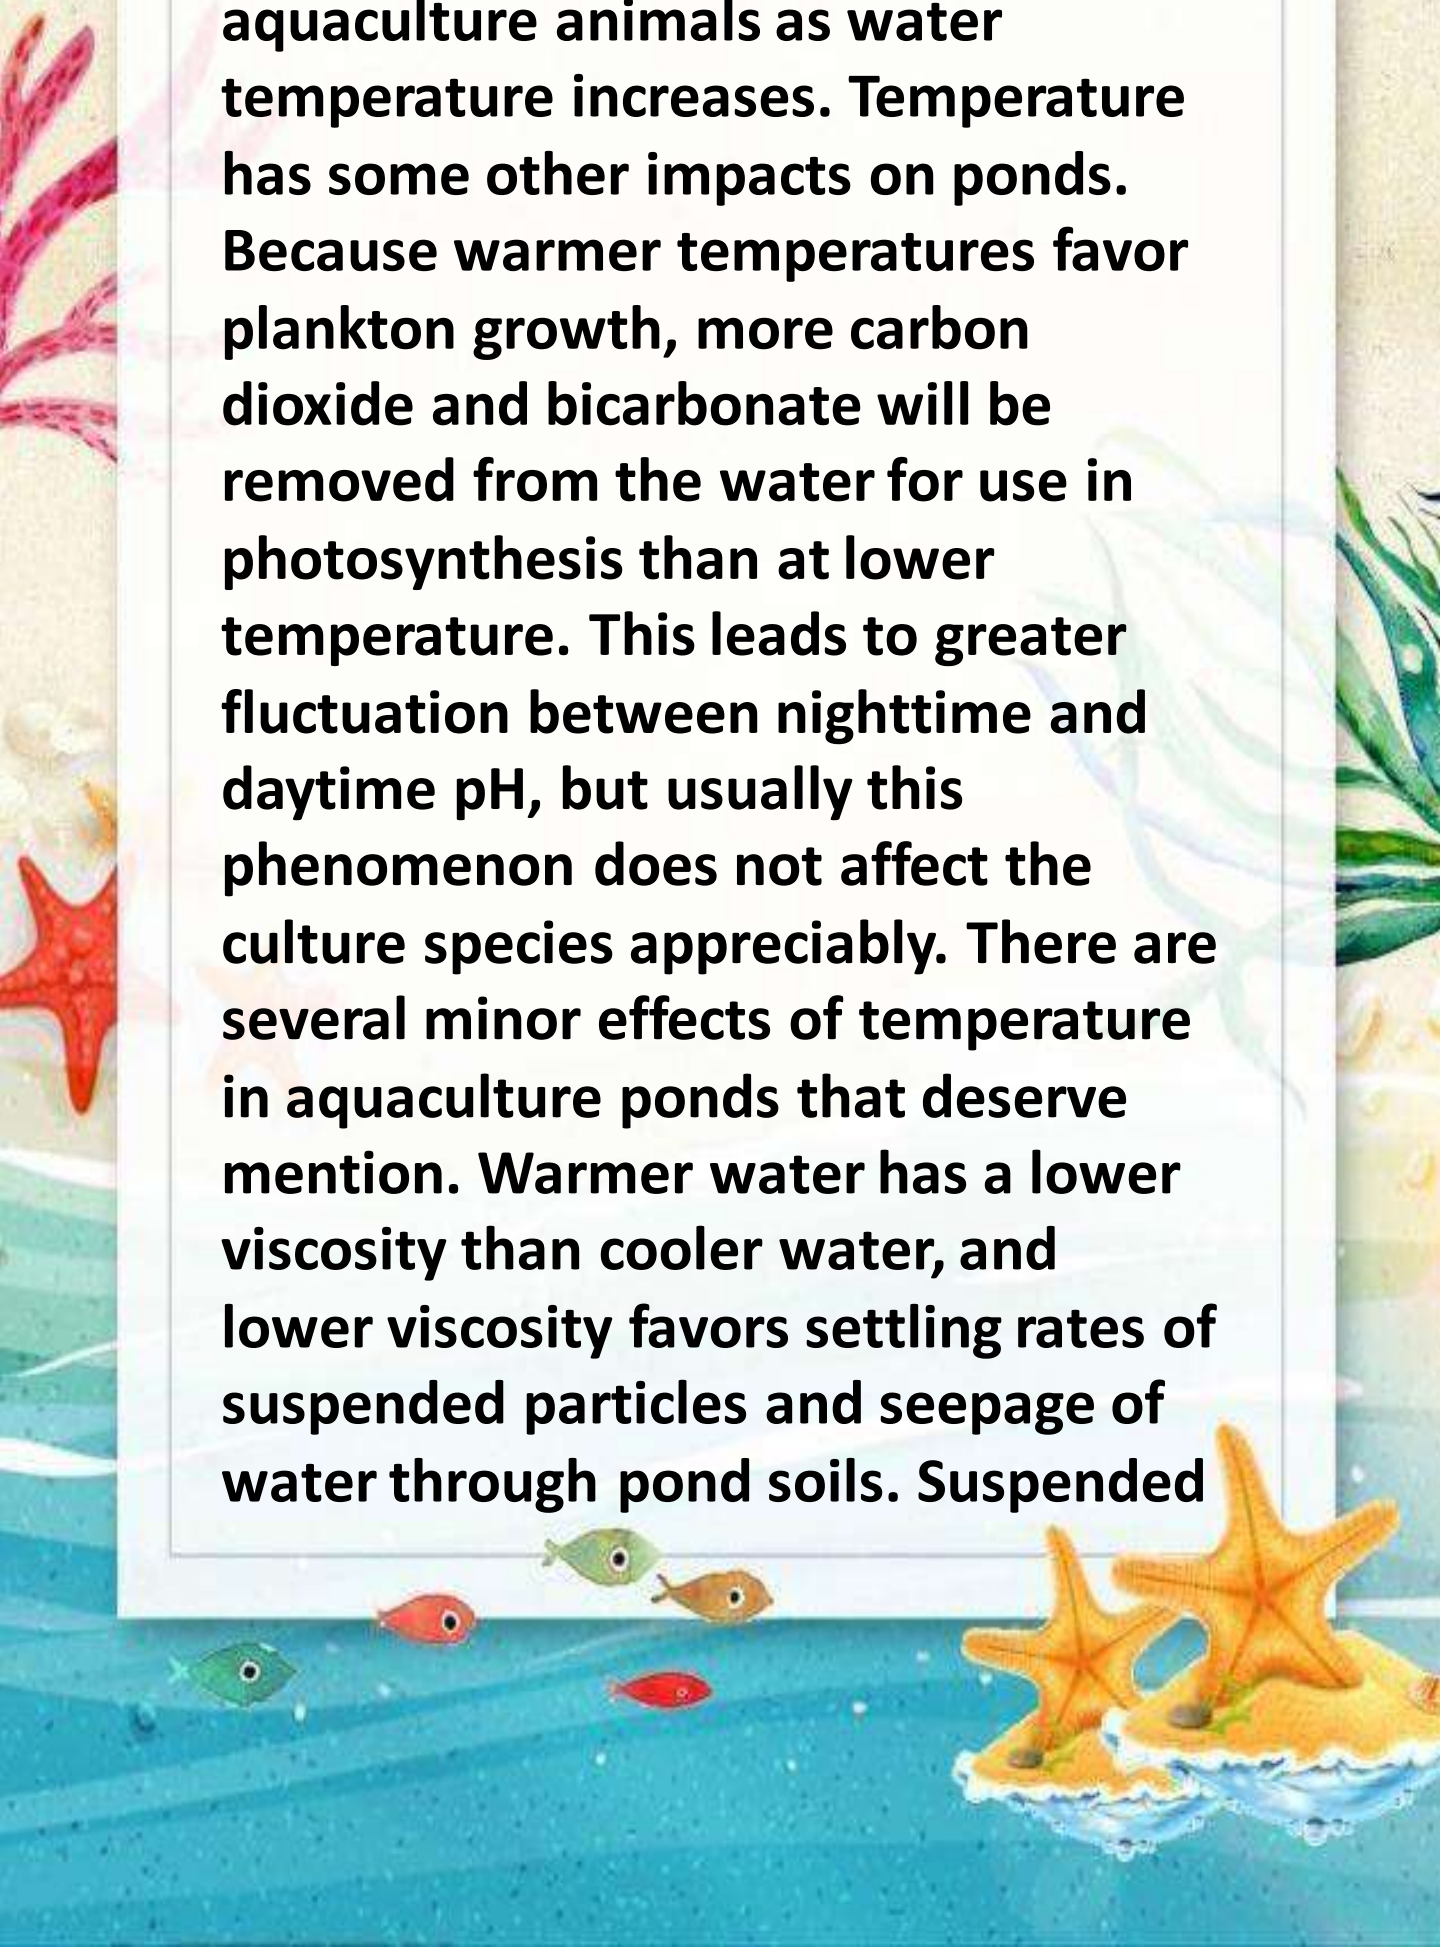 aquaculture animals as water
temperature increases. Temperature
has some other impacts on ponds.
Because warmer temperatures favor
plankton growth, more carbon
dioxide and bicarbonate will be
removed from the water for use in
photosynthesis than at lower
temperature. This leads to greater
fluctuation between nighttime and
daytime pH, but usually this
phenomenon does not affect the
culture species appreciably. There are
several minor effects of temperature
in aquaculture ponds that deserve
mention. Warmer water has a lower
viscosity than cooler water, and
lower viscosity favors settling rates of
suspended particles and seepage of
water through pond soils. Suspended